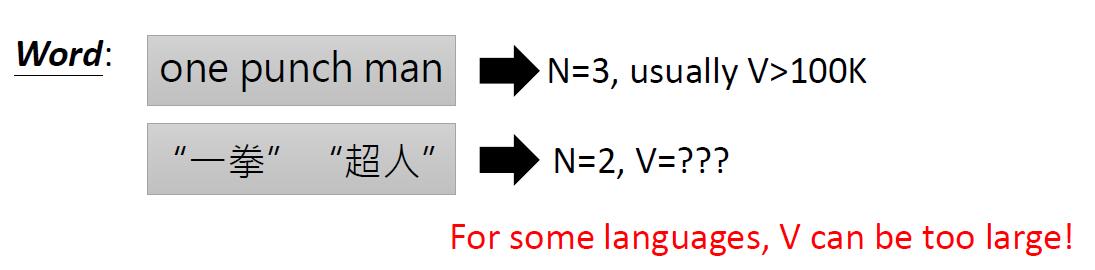 Word: one punch man N=3, usually V>100K
“一拳” “超人” N=2, V=???
For some languages, V can be too large!